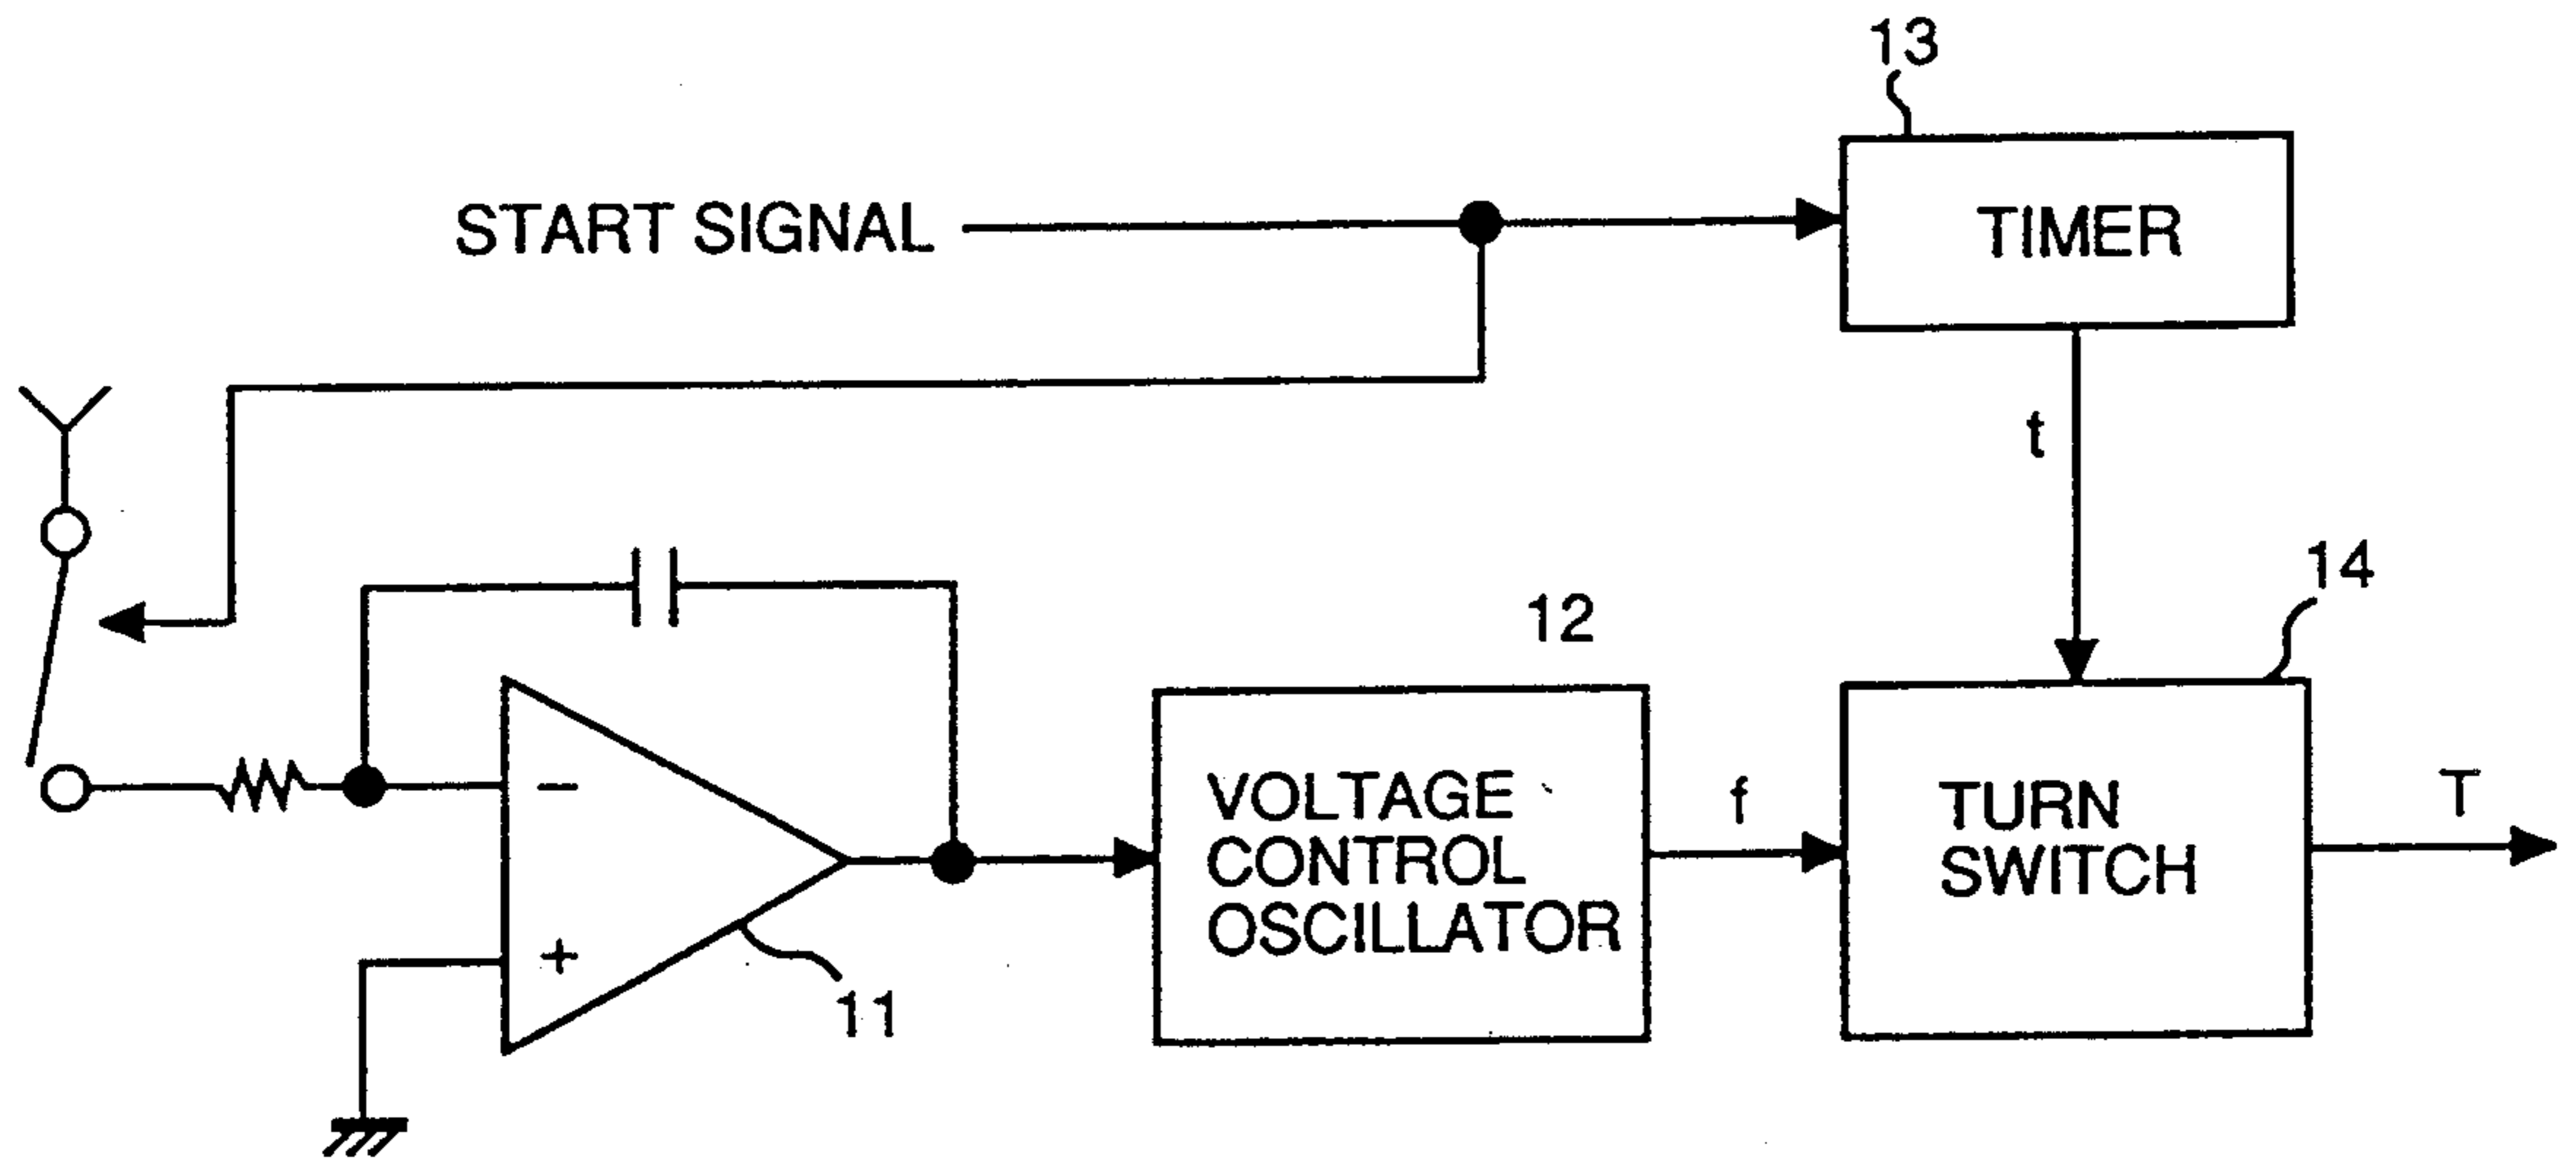 13
START SIGNAL
TIMER
t
14
12
VOLTAGE
CONTROL
OSCILLATOR
f
TURN
SWITCH
T
−
+
11